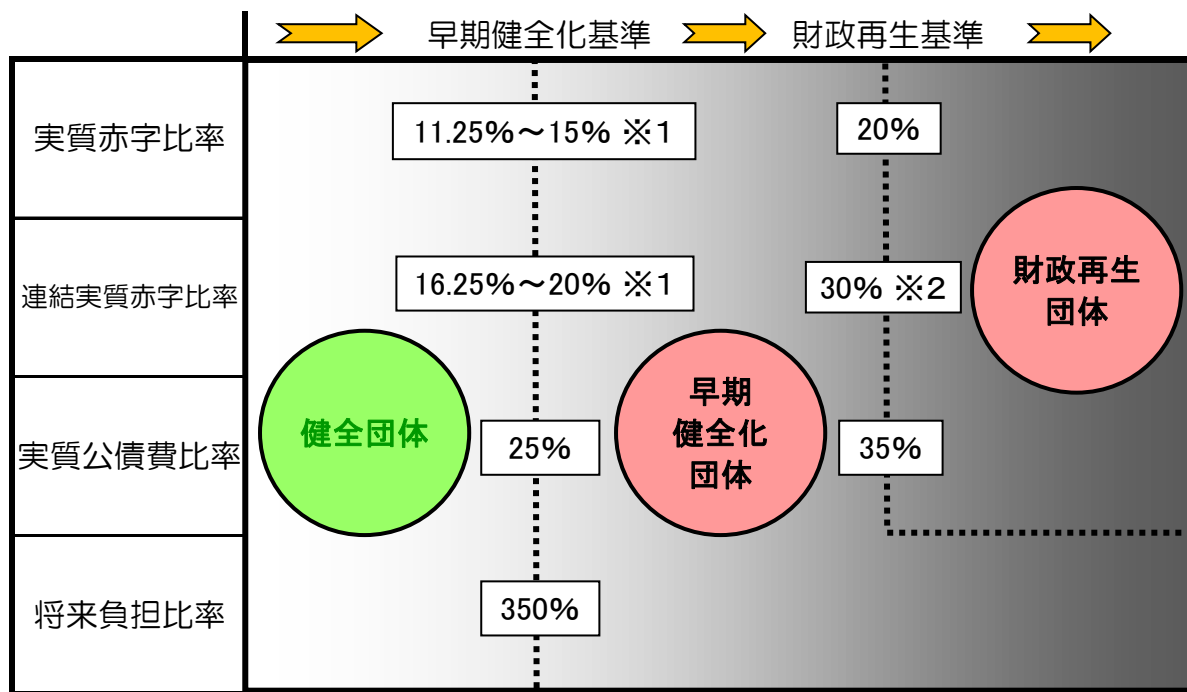 早期健全化基準
財政再生基準
実質赤字比率
11.25%～15% ※1
20%
連結実質赤字比率
16.25%～20% ※1
30% ※2
財政再生
団体
実質公債費比率
健全団体
25%
早期
健全化
団体
35%
将来負担比率
350%